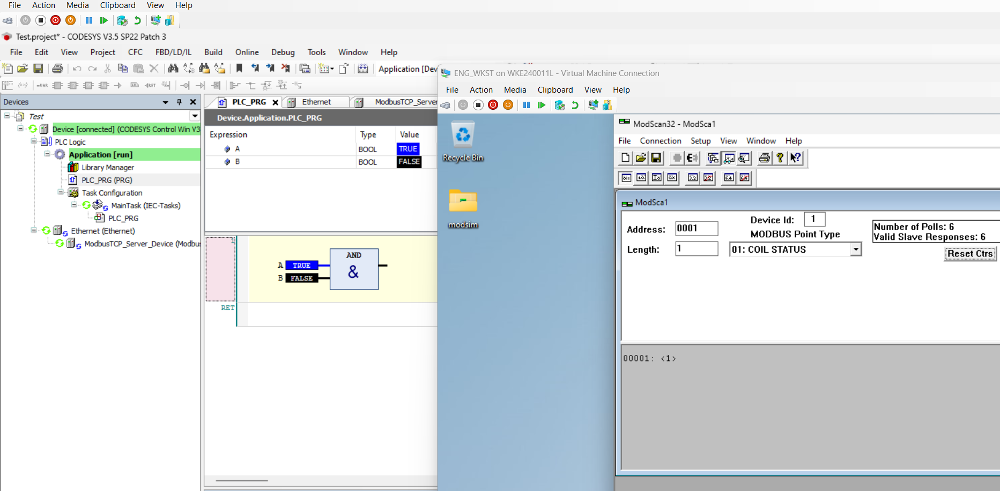 File Action Media Clipboard View Help
Test.project* - CODESYS V3.5 SP22 Patch 3
File Edit View Project CFC FBD/LD/IL Build Online Debug Tools Window Help
Application [Dev
Devices
Test
Device [connected] (CODESYS Control Win V3
PLC Logic
Application [run]
Library Manager
PLC_PRG (PRG)
Task Configuration
MainTask (IEC-Tasks)
PLC_PRG
Ethernet (Ethernet)
ModbusTCP_Server_Device (Modbus
PLC_PRG Ethernet ModbusTCP_Server
Device.Application.PLC_PRG
Expression Type Value
A BOOL TRUE
B BOOL FALSE
1
AND
A TRUE
&
B FALSE
RET
ENG_WKST on WKE240011L - Virtual Machine Connection
File Action Media Clipboard View Help
Recycle Bin
modsim
ModScan32 - ModSca1
File Connection Setup View Window Help
ModSca1
Address: 0001
Length: 1
Device Id: 1
MODBUS Point Type
01: COIL STATUS
Number of Polls: 6
Valid Slave Responses: 6
Reset Ctrs
00001: <1>